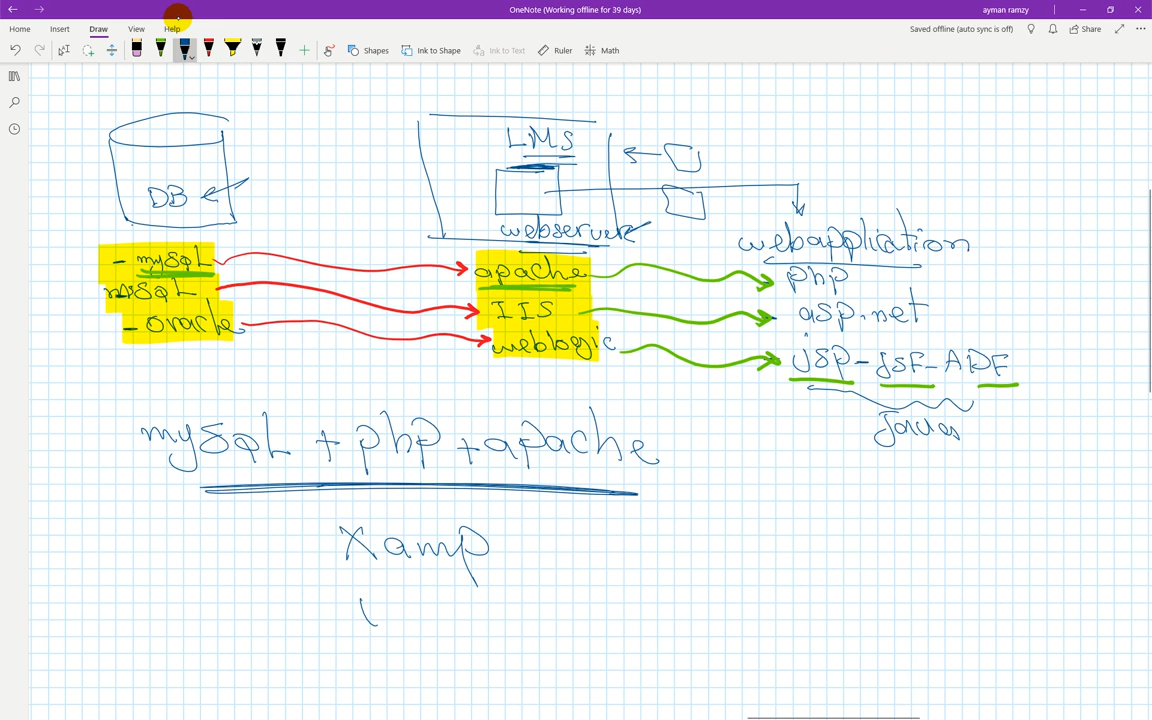 OneNote (Working offline for 39 days)
ayman ramzy
Home Insert Draw View Help
Saved offline (auto sync is off) Share
Shapes Ink to Shape Ink to Text Ruler Math
LMS
DB
webserver
webapplication
- mySQL apache php
mySQL IIS asp.net
- oracle weblogic jsp - JSF - ADF
mySQL + php + apache
Xamp